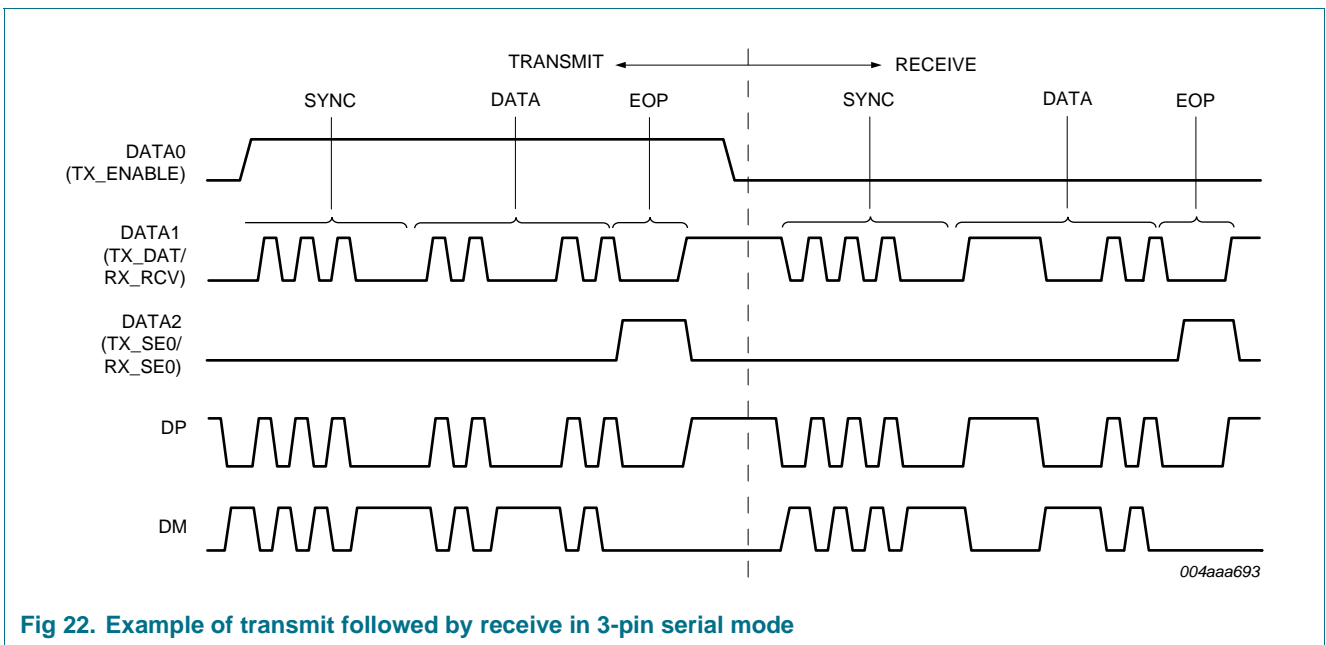 TRANSMIT RECEIVE
SYNC DATA EOP SYNC DATA EOP
DATA0
(TX_ENABLE)
DATA1
(TX_DAT/
RX_RCV)
DATA2
(TX_SE0/
RX_SE0)
DP
DM
004aaa693
Fig 22. Example of transmit followed by receive in 3-pin serial mode